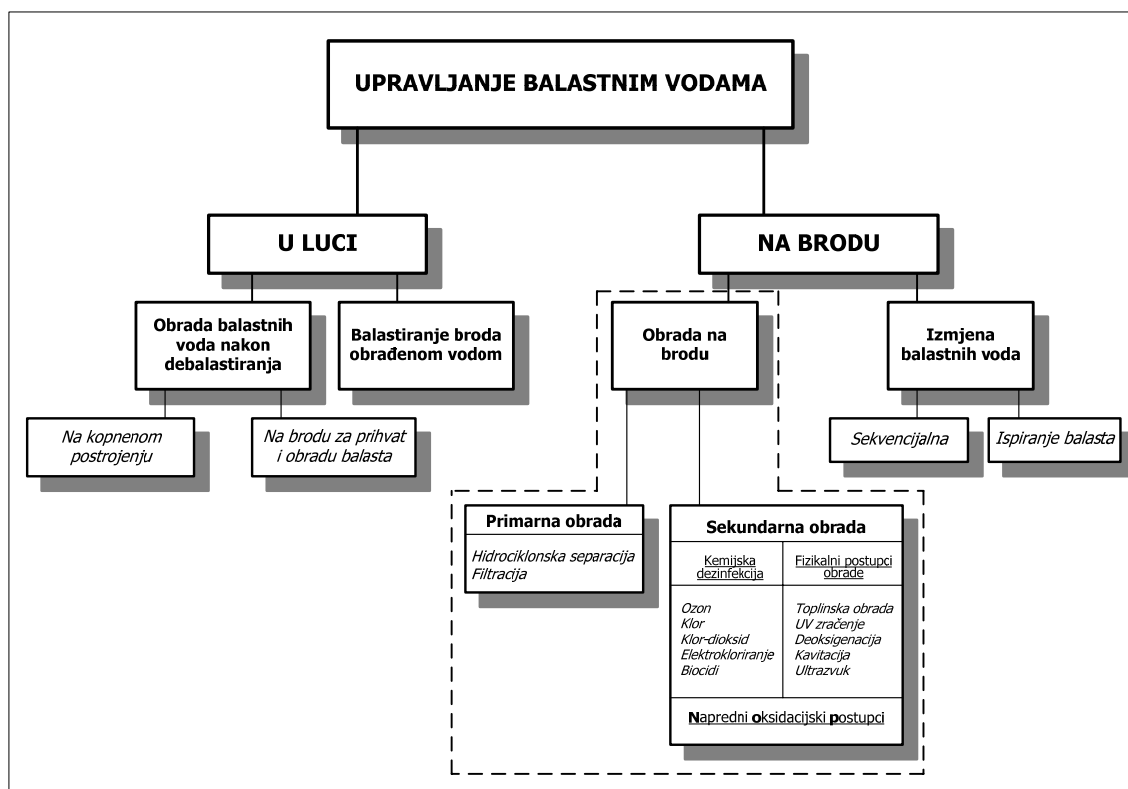 UPRAVLJANJE BALASTNIM VODAMA
U LUCI
NA BRODU
Obrada balastnih
voda nakon
debalastiranja
Balastiranje broda
obrađenom vodom
Obrada na
brodu
Izmjena
balastnih voda
Na kopnenom
postrojenju
Na brodu za prihvat
i obradu balasta
Sekvencijalna
Ispiranje balasta
Primarna obrada
Hidrociklonska separacija
Filtracija
Sekundarna obrada
Kemijska
dezinfekcija
Fizikalni postupci
obrade
Ozon
Klor
Klor-dioksid
Elektrokloriranje
Biocidi
Toplinska obrada
UV zračenje
Deoksigenacija
Kavitacija
Ultrazvuk
Napredni oksidacijski postupci